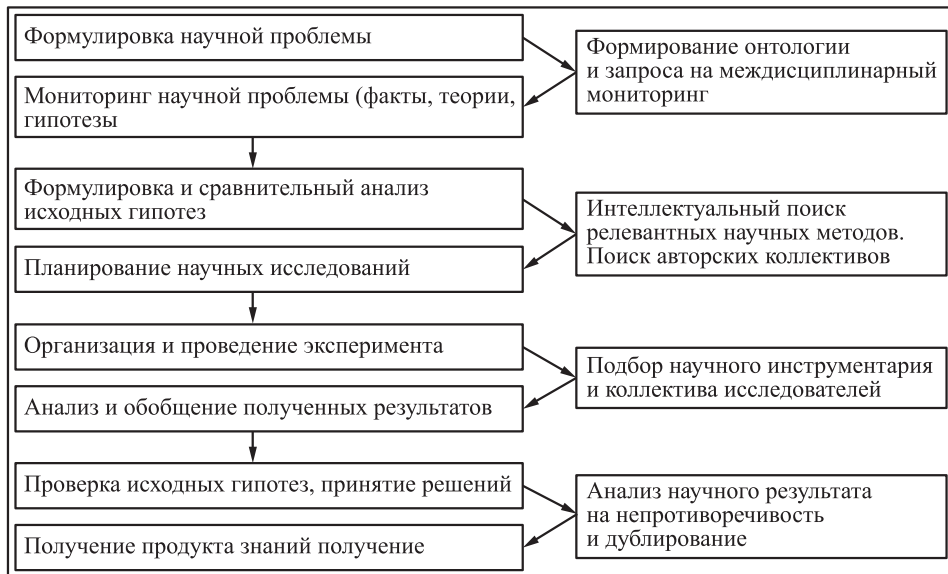 Формулировка научной проблемы
Формирование онтологии
и запроса на междисциплинарный
мониторинг
Мониторинг научной проблемы (факты, теории,
гипотезы
Формулировка и сравнительный анализ
исходных гипотез
Интеллектуальный поиск
релевантных научных методов.
Поиск авторских коллективов
Планирование научных исследований
Организация и проведение эксперимента
Подбор научного инструментария
и коллектива исследователей
Анализ и обобщение полученных результатов
Проверка исходных гипотез, принятие решений
Анализ научного результата
на непротиворечивость
и дублирование
Получение продукта знаний получение